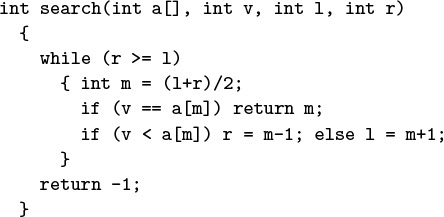 int search(int a[], int v, int l, int r)
{
while (r >= l)
{ int m = (l+r)/2;
if (v == a[m]) return m;
if (v < a[m]) r = m-1; else l = m+1;
}
return -1;
}